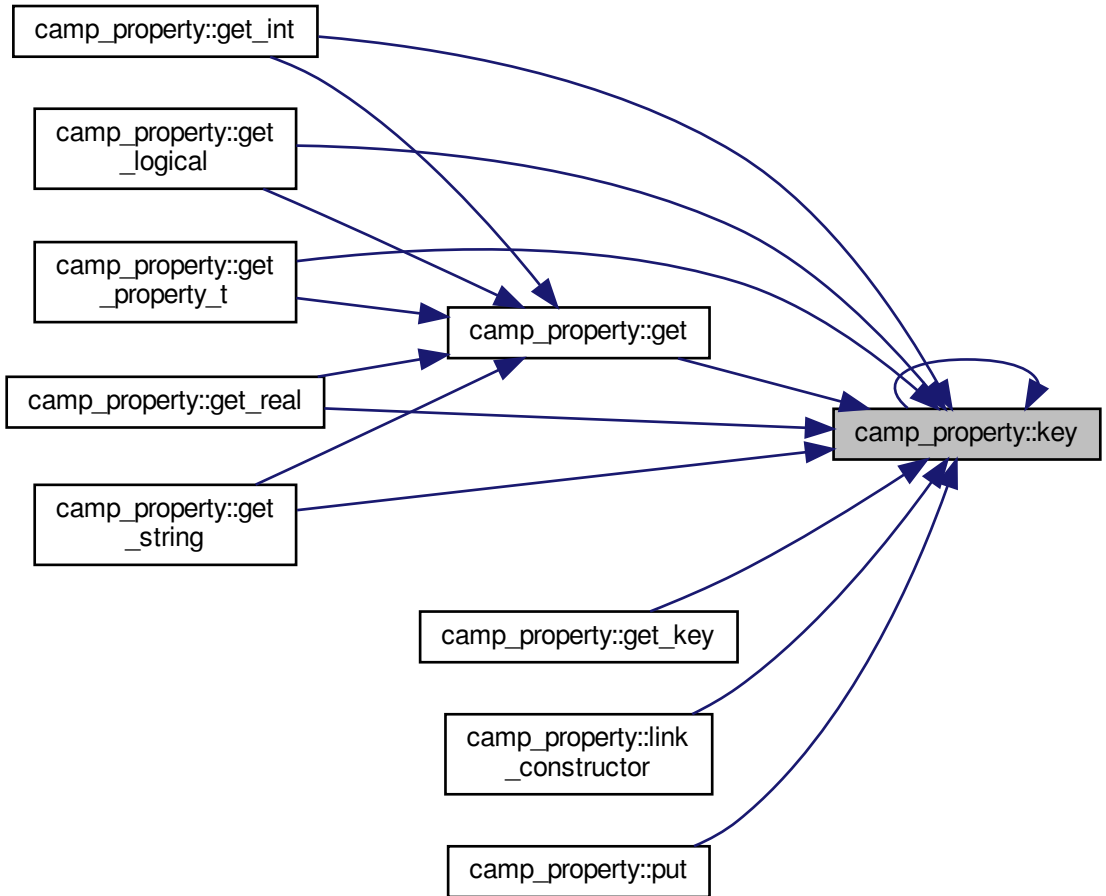 camp_property::get_int
camp_property::get
_logical
camp_property::get
_property_t
camp_property::get
camp_property::get_real
camp_property::key
camp_property::get
_string
camp_property::get_key
camp_property::link
_constructor
camp_property::put